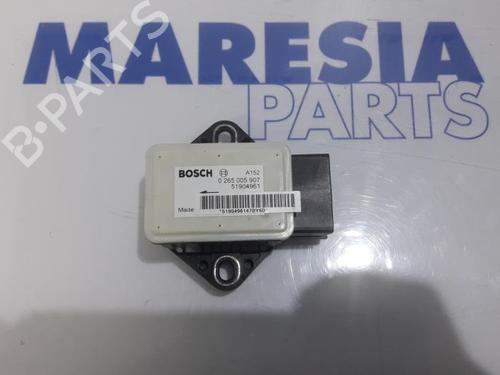 MARESIA
PARTS
B-PARTS
BOSCH
A152
0 265 005 907
51904961
Made